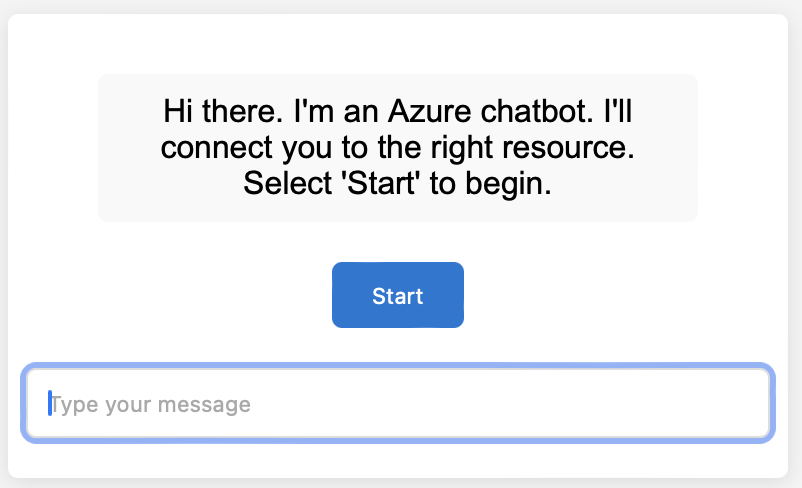 Hi there. I'm an Azure chatbot. I'll
connect you to the right resource.
Select 'Start' to begin.
Start
Type your message